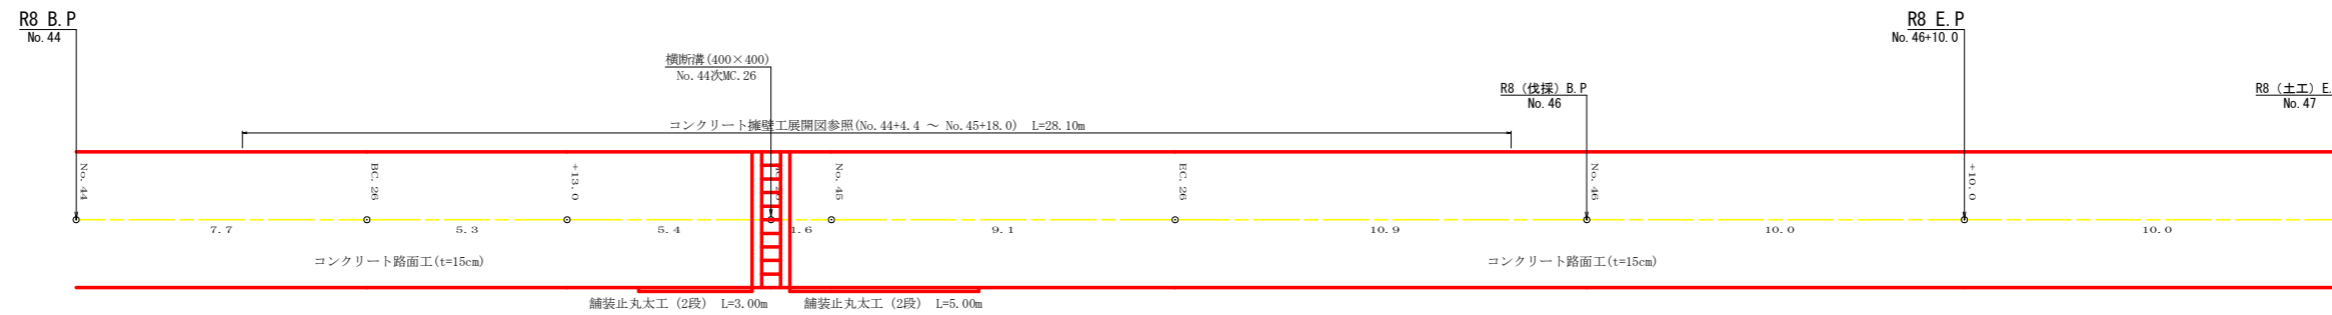 R8 B.P
No.44
R8 E.P
No.46+10.0
横断溝(400×400)
No.44次MC.26
R8（伐採）B.P
No.46
R8（土工）E.
No.47
コンクリート擁壁工展開図参照(No.44+4.4 ～ No.45+18.0) L=28.10m
No.44
BC.26
+13.0
No.45
EC.26
No.46
+10.0
7.7
5.3
5.4
1.6
9.1
10.9
10.0
10.0
コンクリート路面工(t=15cm)
コンクリート路面工(t=15cm)
舗装止丸太工（2段） L=3.00m
舗装止丸太工（2段） L=5.00m